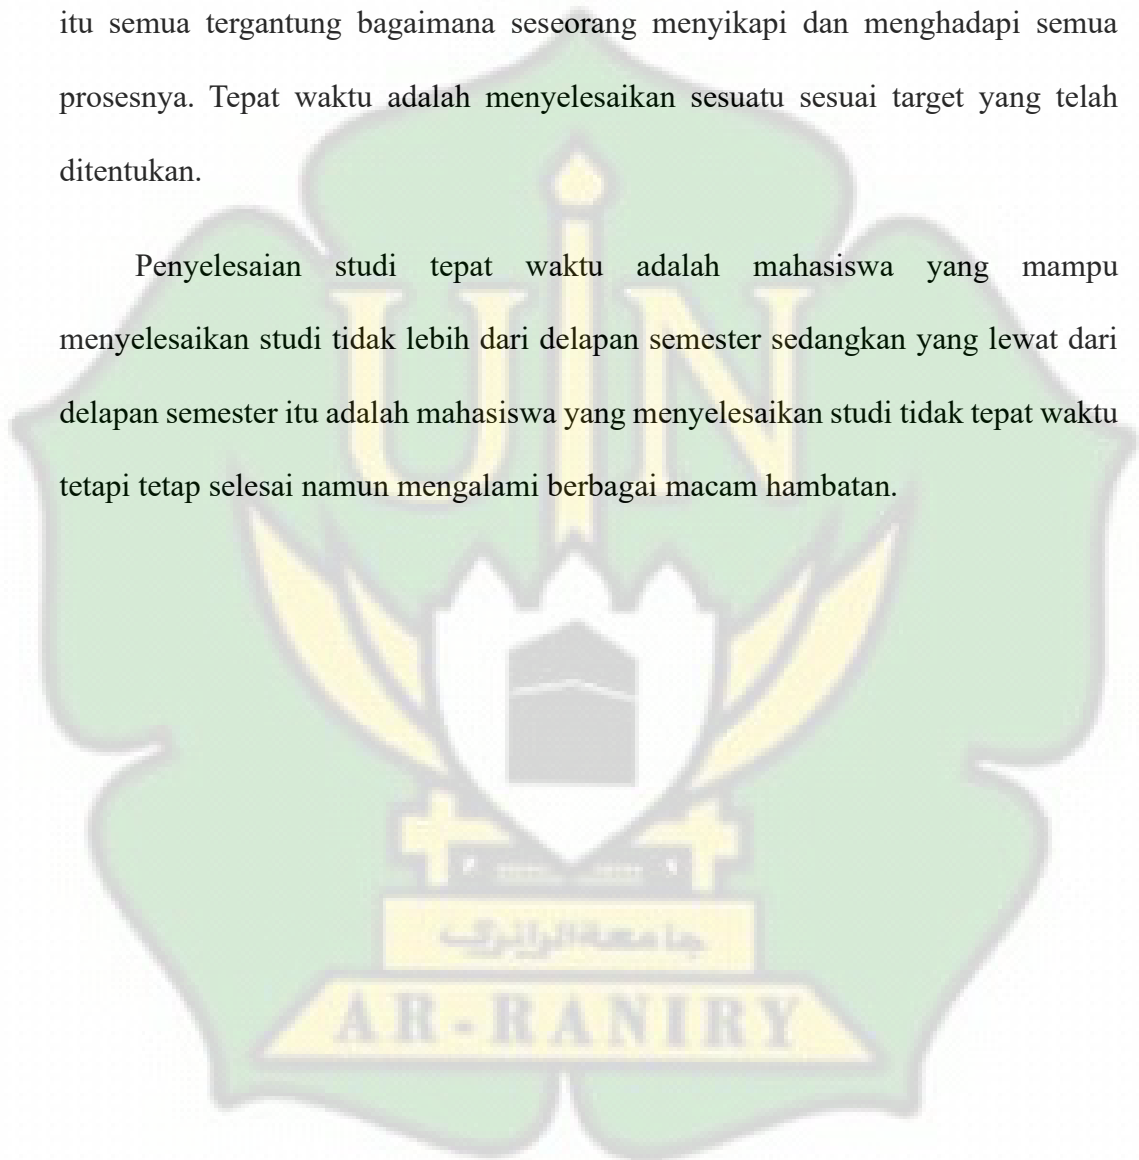 itu semua tergantung bagaimana seseorang menyikapi dan menghadapi semua
prosesnya. Tepat waktu adalah menyelesaikan sesuatu sesuai target yang telah
ditentukan.
Penyelesaian studi tepat waktu adalah mahasiswa yang mampu
menyelesaikan studi tidak lebih dari delapan semester sedangkan yang lewat dari
delapan semester itu adalah mahasiswa yang menyelesaikan studi tidak tepat waktu
tetapi tetap selesai namun mengalami berbagai macam hambatan.
UIN
جامعة الرانري
AR-RANIRY